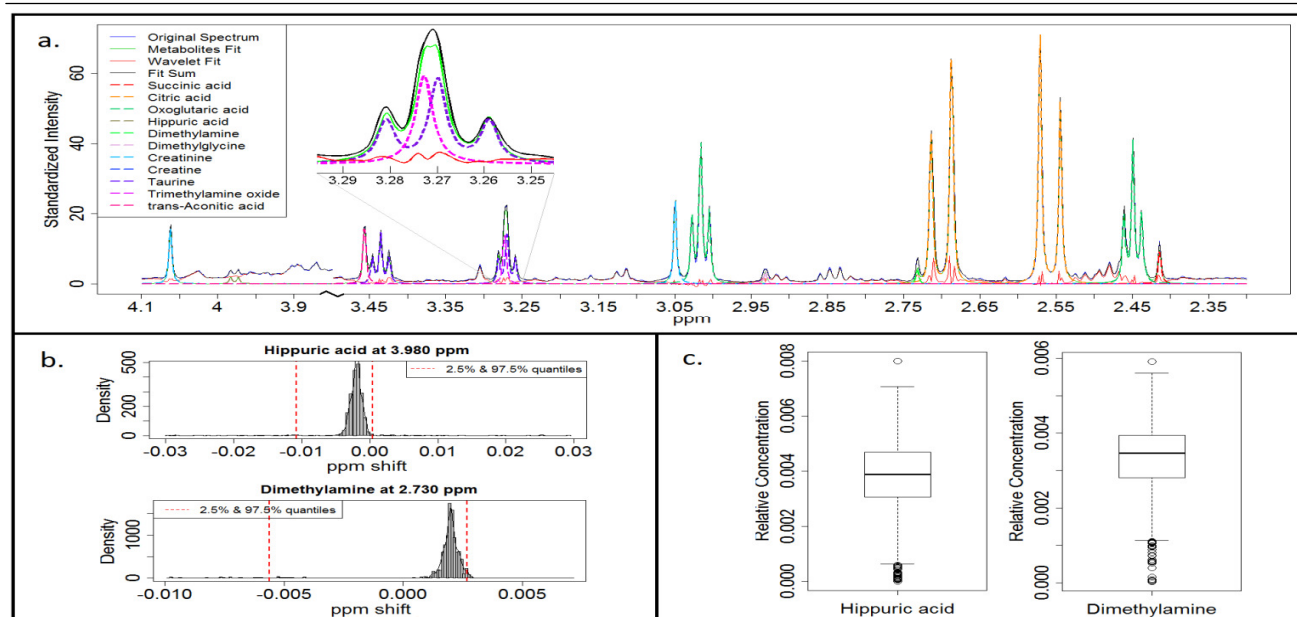 a.
Original Spectrum
Metabolites Fit
Wavelet Fit
Fit Sum
Succinic acid
Citric acid
Oxoglutaric acid
Hippuric acid
Dimethylamine
Dimethylglycine
Creatinine
Creatine
Taurine
Trimethylamine oxide
trans-Aconitic acid
Standardized Intensity
60
40
20
0
3.29 3.28 3.27 3.26 3.25
4.1 4 3.9 3.45 3.35 3.25 3.15 3.05 2.95 2.85 2.75 2.65 2.55 2.45 2.35
ppm
b.
Hippuric acid at 3.980 ppm
2.5% & 97.5% quantiles
Density
500
200
0
-0.03 -0.02 -0.01 0.00 0.01 0.02 0.03
ppm shift
Dimethylamine at 2.730 ppm
2.5% & 97.5% quantiles
Density
1000
0
-0.010 -0.005 0.000 0.005
ppm shift
c.
Relative Concentration
0.008
0.006
0.004
0.002
0.000
Hippuric acid
Relative Concentration
0.006
0.004
0.002
0.000
Dimethylamine